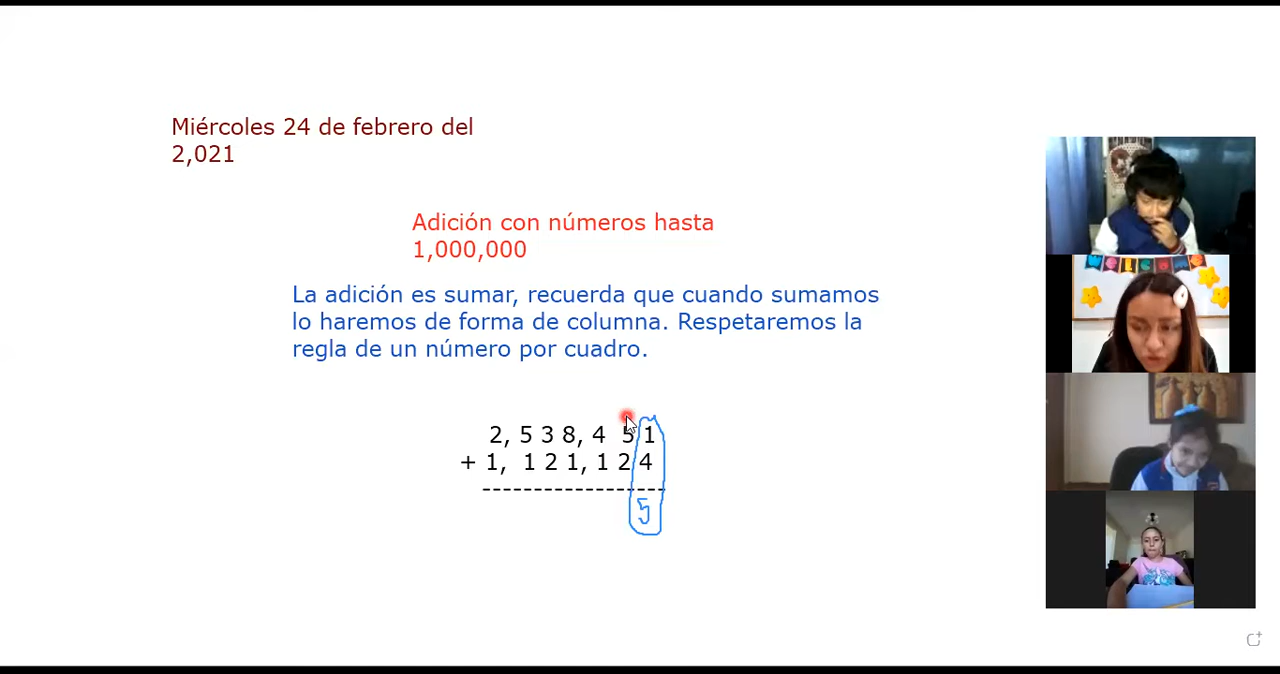 Miércoles 24 de febrero del
2,021
Adición con números hasta
1,000,000
La adición es sumar, recuerda que cuando sumamos
lo haremos de forma de columna. Respetaremos la
regla de un número por cuadro.
2, 5 3 8, 4 5 1
+ 1, 1 2 1, 1 2 4
------------------
5
WELCOME